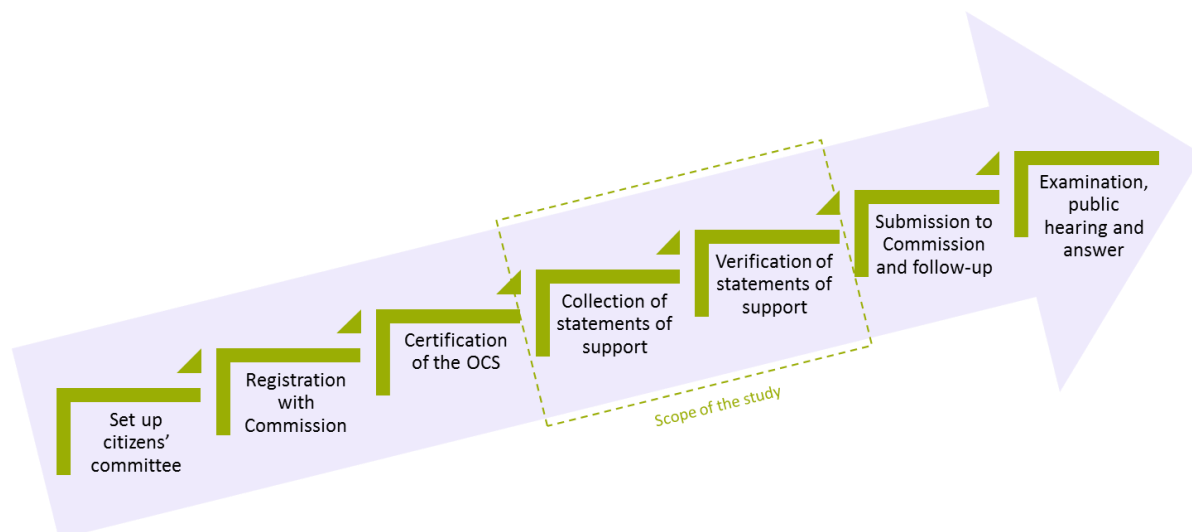 Set up
citizens’
committee
Registration
with
Commission
Certification
of the OCS
Collection of
statements of
support
Verification of
statements of
support
Submission to
Commission
and follow-up
Examination,
public
hearing and
answer
Scope of the study